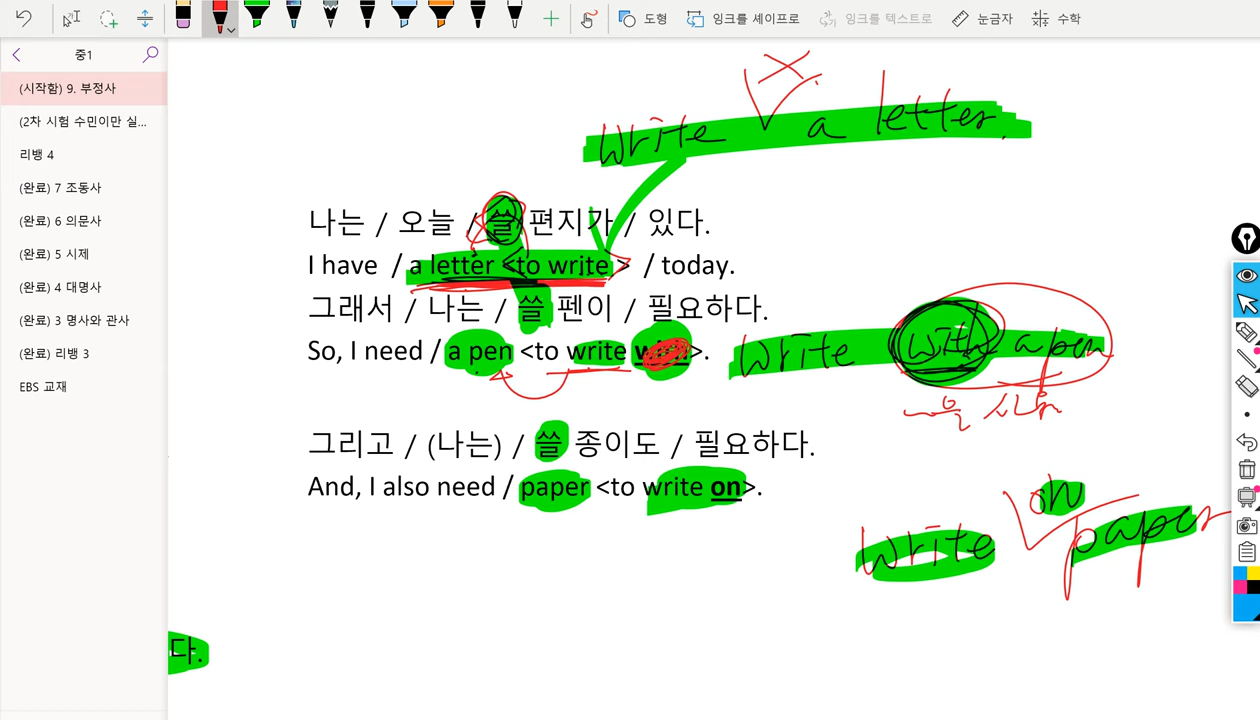 도형
잉크를 셰이프로
잉크를 텍스트로
눈금자
수학
중1
(시작함) 9. 부정사
(2차 시험 수민이만 실...
리뱅 4
(완료) 7 조동사
(완료) 6 의문사
(완료) 5 시제
(완료) 4 대명사
(완료) 3 명사와 관사
(완료) 리뱅 3
EBS 교재
write a letter.
나는 / 오늘 / 쓸 편지가 / 있다.
I have / a letter <to write> / today.
그래서 / 나는 / 쓸 펜이 / 필요하다.
So, I need / a pen <to write with>.
write with a pen
그리고 / (나는) / 쓸 종이도 / 필요하다.
And, I also need / paper <to write on>.
write on paper
다.